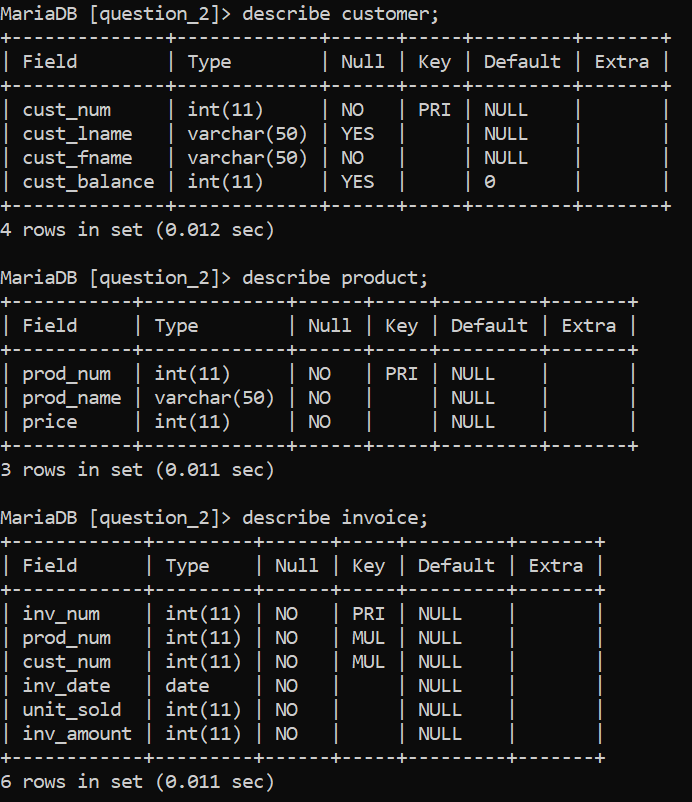 MariaDB [question_2]> describe customer;
+--------------+-------------+------+-----+---------+-------+
| Field        | Type        | Null | Key | Default | Extra |
+--------------+-------------+------+-----+---------+-------+
| cust_num     | int(11)     | NO   | PRI | NULL    |       |
| cust_lname   | varchar(50) | YES  |     | NULL    |       |
| cust_fname   | varchar(50) | NO   |     | NULL    |       |
| cust_balance | int(11)     | YES  |     | 0       |       |
+--------------+-------------+------+-----+---------+-------+
4 rows in set (0.012 sec)

MariaDB [question_2]> describe product;
+-----------+-------------+------+-----+---------+-------+
| Field     | Type        | Null | Key | Default | Extra |
+-----------+-------------+------+-----+---------+-------+
| prod_num  | int(11)     | NO   | PRI | NULL    |       |
| prod_name | varchar(50) | NO   |     | NULL    |       |
| price     | int(11)     | NO   |     | NULL    |       |
+-----------+-------------+------+-----+---------+-------+
3 rows in set (0.011 sec)

MariaDB [question_2]> describe invoice;
+------------+---------+------+-----+---------+-------+
| Field      | Type    | Null | Key | Default | Extra |
+------------+---------+------+-----+---------+-------+
| inv_num    | int(11) | NO   | PRI | NULL    |       |
| prod_num   | int(11) | NO   | MUL | NULL    |       |
| cust_num   | int(11) | NO   | MUL | NULL    |       |
| inv_date   | date    | NO   |     | NULL    |       |
| unit_sold  | int(11) | NO   |     | NULL    |       |
| inv_amount | int(11) | NO   |     | NULL    |       |
+------------+---------+------+-----+---------+-------+
6 rows in set (0.011 sec)